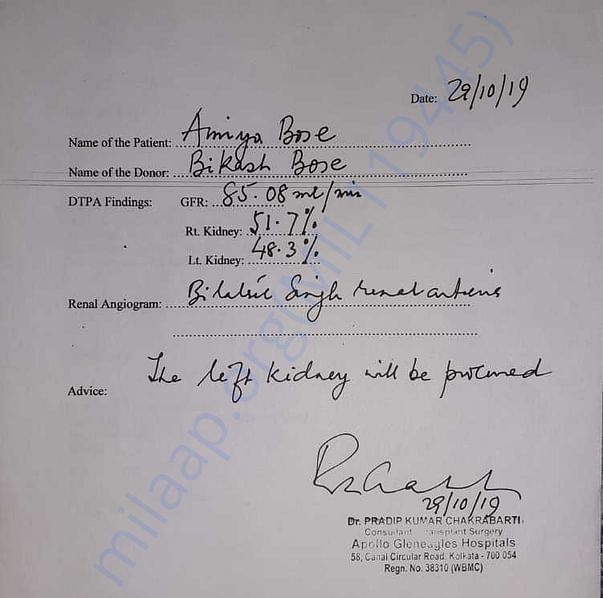 Date: 29/10/19
Name of the Patient: Amiya Bose
Name of the Donor: Bikash Bose
DTPA Findings: GFR: 85.08 ml/min
Rt. Kidney: 51.7%
Lt. Kidney: 48.3%
Renal Angiogram: Bilateral Single renal arteries
Advice: The left kidney will be procured
29/10/19
Dr. PRADIP KUMAR CHAKRABARTI
Consultant Transplant Surgery
Apollo Gleneagles Hospitals
58, Canal Circular Road, Kolkata - 700 054
Regn. No. 38310 (WBMC)
milaap.org(MIL119445)